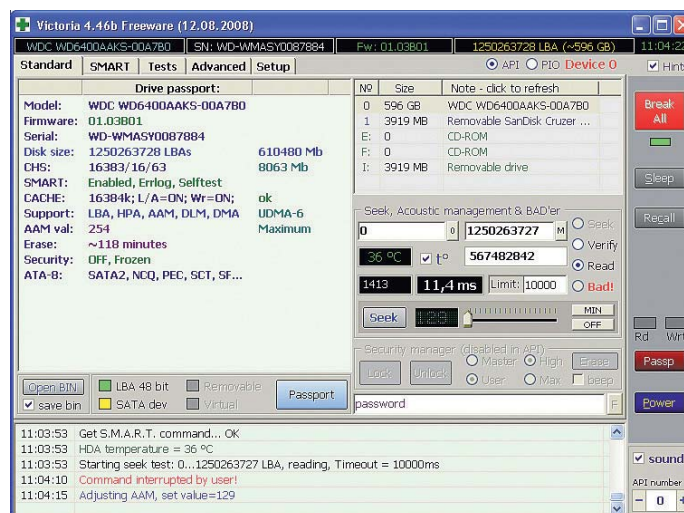 Victoria 4.46b Freeware (12.08.2008)
WDC WD6400AAKS-00A7B0 SN: WD-WMASY0087884 Fw: 01.03B01 1250263728 LBA (~596 GB) 11:04:22
Standard SMART Tests Advanced Setup API PIO Device 0 Hint
Drive passport:
Model: WDC WD6400AAKS-00A7B0
Firmware: 01.03B01
Serial: WD-WMASY0087884
Disk size: 1250263728 LBAs 610480 Mb
CHS: 16383/16/63 8063 Mb
SMART: Enabled, Errlog, Selftest
CACHE: 16384k; L/A=ON; Wr=ON; ok
Support: LBA, HPA, AAM, DLM, DMA UDMA-6
AAM val: 254 Maximum
Erase: ~118 minutes
Security: OFF, Frozen
ATA-8: SATA2, NCQ, PEC, SCT, SF...
Open BIN LBA 48 bit Removable
save bin SATA dev Virtual Passport
№ Size Note - click to refresh
0 596 GB WDC WD6400AAKS-00A7B0
1 3919 MB Removable SanDisk Cruzer ...
E: 0 CD-ROM
F: 0 CD-ROM
I: 3919 MB Removable drive
Seek, Acoustic management & BAD'er
0 0 1250263727 M Seek
36 ºC t° 567482842 Verify
Read
1413 11,4 ms Limit: 10000 Bad!
Seek 129 MIN
OFF
Security manager (disabled in API)
Lock Unlock Master High Erase
User Max beep
password F
Break
All
Sleep
Recall
Rd Wrt
Passp
Power
sound
API number
- 0 +
11:03:53 Get S.M.A.R.T. command... OK
11:03:53 HDA temperature = 36 ºC
11:03:53 Starting seek test: 0...1250263727 LBA, reading, Timeout = 10000ms
11:04:10 Command interrupted by user!
11:04:15 Adjusting AAM, set value=129